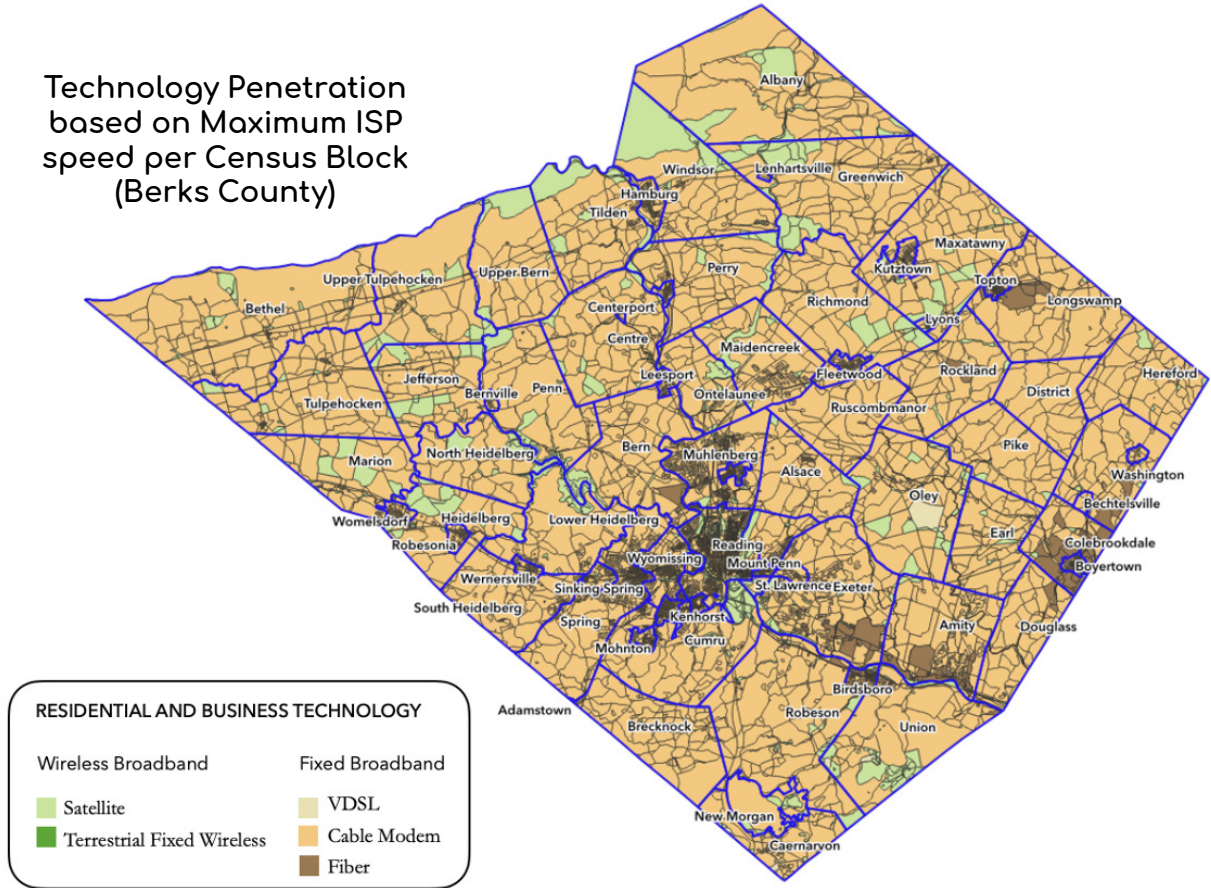 Technology Penetration
based on Maximum ISP
speed per Census Block
(Berks County)
Albany
Windsor
Lenhartsville
Greenwich
Hamburg
Tilden
Maxatawny
Kutztown
Upper Tulpehocken
Upper Bern
Perry
Topton
Longswamp
Bethel
Centerport
Richmond
Lyons
Centre
Maidencreek
Jefferson
Leesport
Fleetwood
Rockland
Hereford
Bernville
Penn
Ontelaunee
District
Tulpehocken
Ruscombmanor
North Heidelberg
Bern
Muhlenberg
Pike
Marion
Alsace
Washington
Oley
Bechtelsville
Womelsdorf
Heidelberg
Lower Heidelberg
Earl
Robesonia
Reading
Colebrookdale
Wyomissing
Mount Penn
Boyertown
Wernersville
Sinking Spring
St. Lawrence
Exeter
South Heidelberg
Spring
Kenhorst
Amity
Douglass
Mohnton
Cumru
Birdsboro
Adamstown
Robeson
Brecknock
Union
New Morgan
Caernarvon
RESIDENTIAL AND BUSINESS TECHNOLOGY
Wireless Broadband
Satellite
Terrestrial Fixed Wireless
Fixed Broadband
VDSL
Cable Modem
Fiber